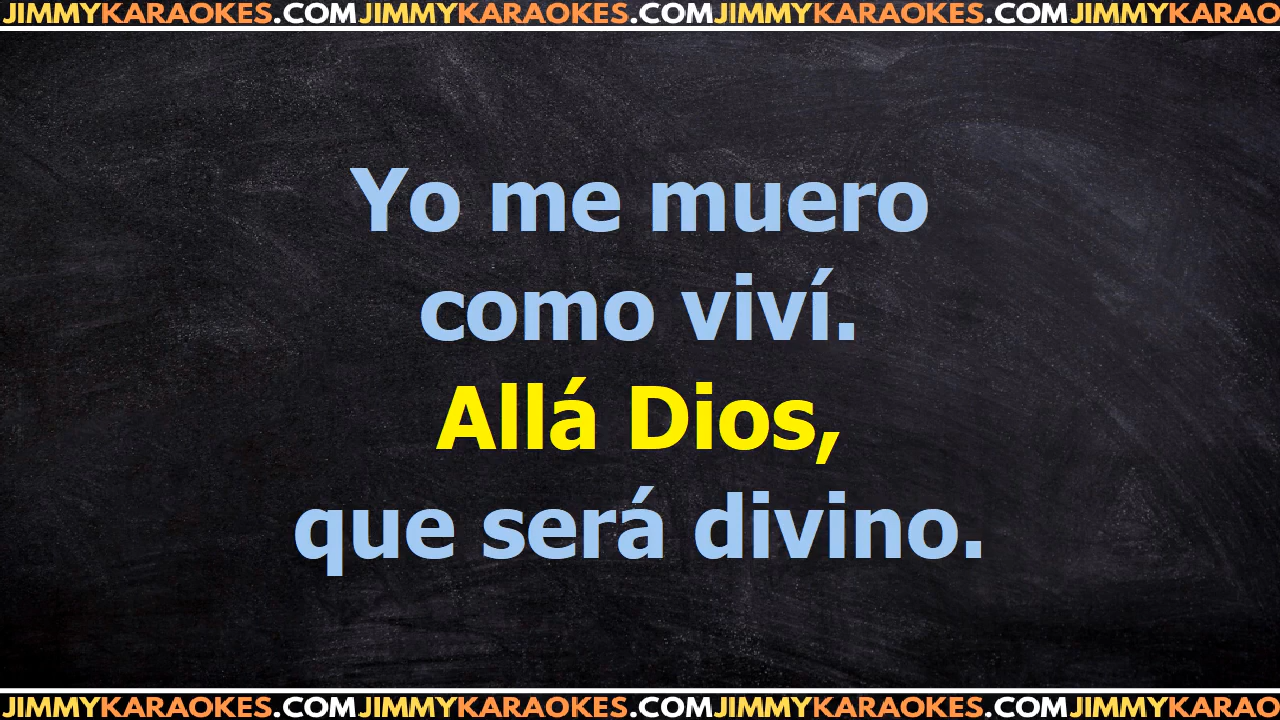 JIMMYKARAOKES.COMJIMMYKARAOKES.COMJIMMYKARAOKES.COMJIMMYKARAO
Yo me muero
como viví.
Allá Dios,
que será divino.
JIMMYKARAOKES.COMJIMMYKARAOKES.COMJIMMYKARAOKES.COMJIMMYKARAO